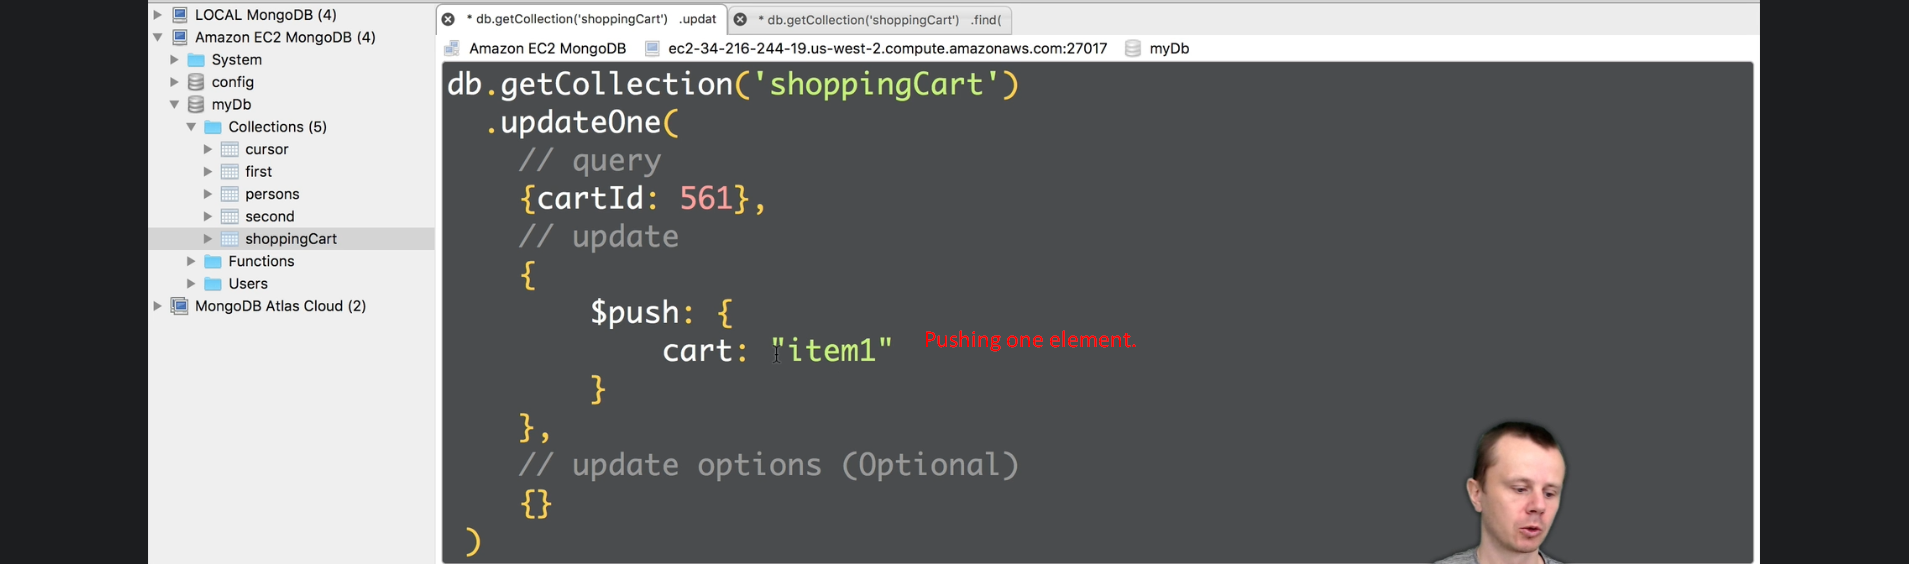 LOCAL MongoDB (4)
Amazon EC2 MongoDB (4)
System
config
myDb
Collections (5)
cursor
first
persons
second
shoppingCart
Functions
Users
MongoDB Atlas Cloud (2)
* db.getCollection('shoppingCart') .updat
* db.getCollection('shoppingCart') .find(
Amazon EC2 MongoDB ec2-34-216-244-19.us-west-2.compute.amazonaws.com:27017 myDb
db.getCollection('shoppingCart')
.updateOne(
// query
{cartId: 561},
// update
{
$push: {
cart: "item1"
Pushing one element.
}
},
// update options (Optional)
{}
)